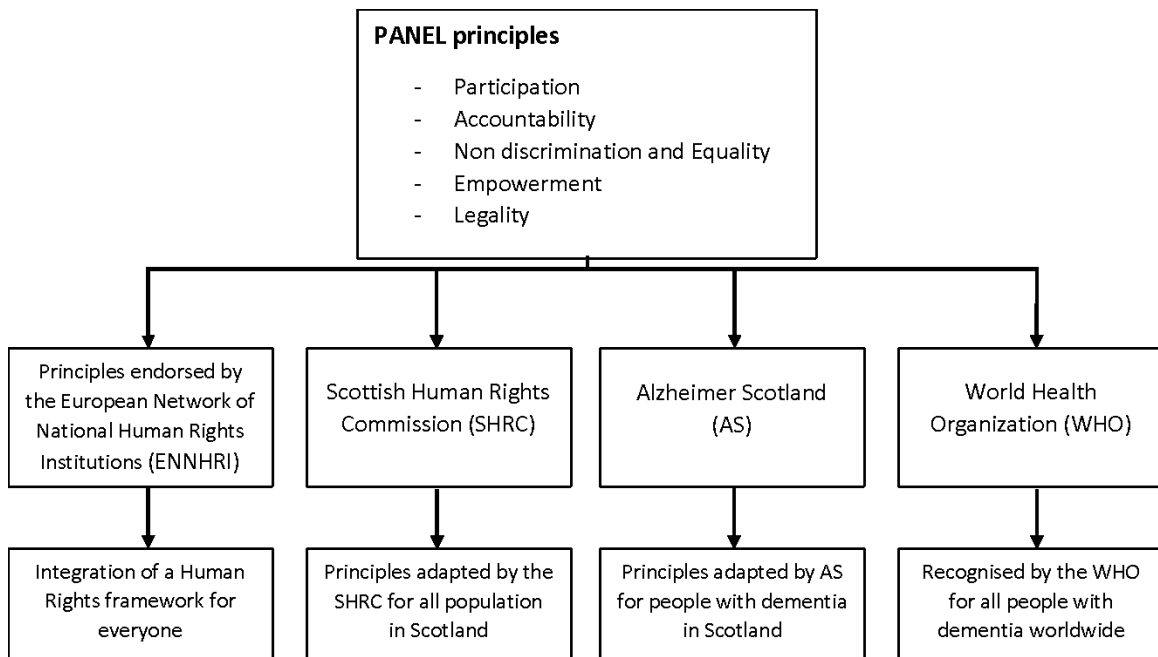 PANEL principles
- Participation
- Accountability
- Non discrimination and Equality
- Empowerment
- Legality
Principles endorsed by
the European Network of
National Human Rights
Institutions (ENNHRI)
Scottish Human Rights
Commission (SHRC)
Alzheimer Scotland
(AS)
World Health
Organization (WHO)
Integration of a Human
Rights framework for
everyone
Principles adapted by the
SHRC for all population
in Scotland
Principles adapted by AS
for people with dementia
in Scotland
Recognised by the WHO
for all people with
dementia worldwide